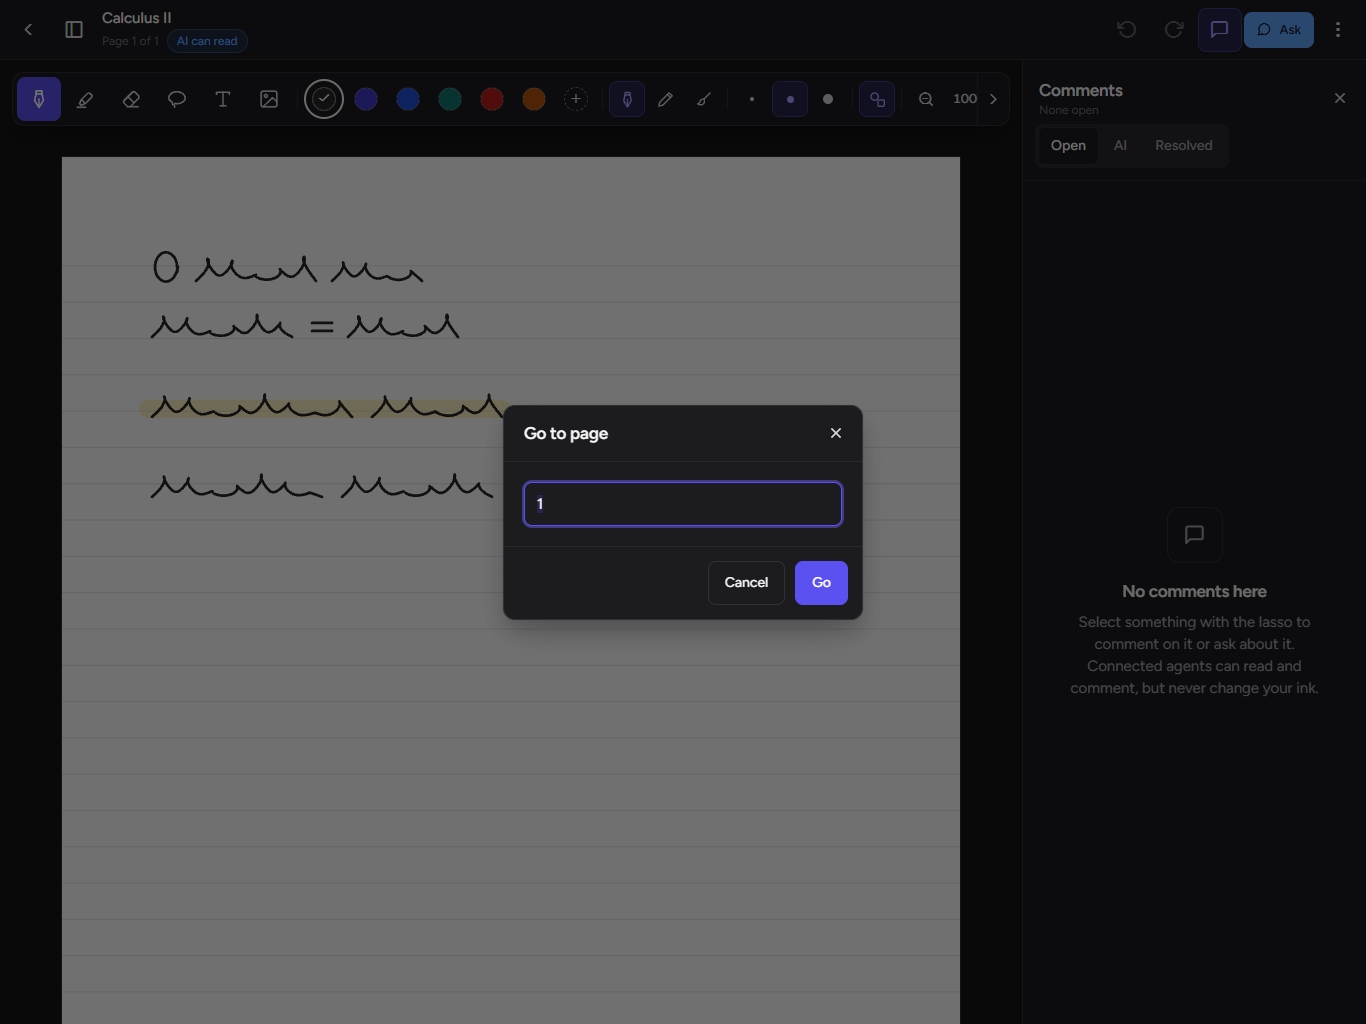 Calculus II
Page 1 of 1 AI can read
Ask
100
Comments
None open
Open AI Resolved
Go to page
1
Cancel Go
No comments here
Select something with the lasso to
comment on it or ask about it.
Connected agents can read and
comment, but never change your ink.